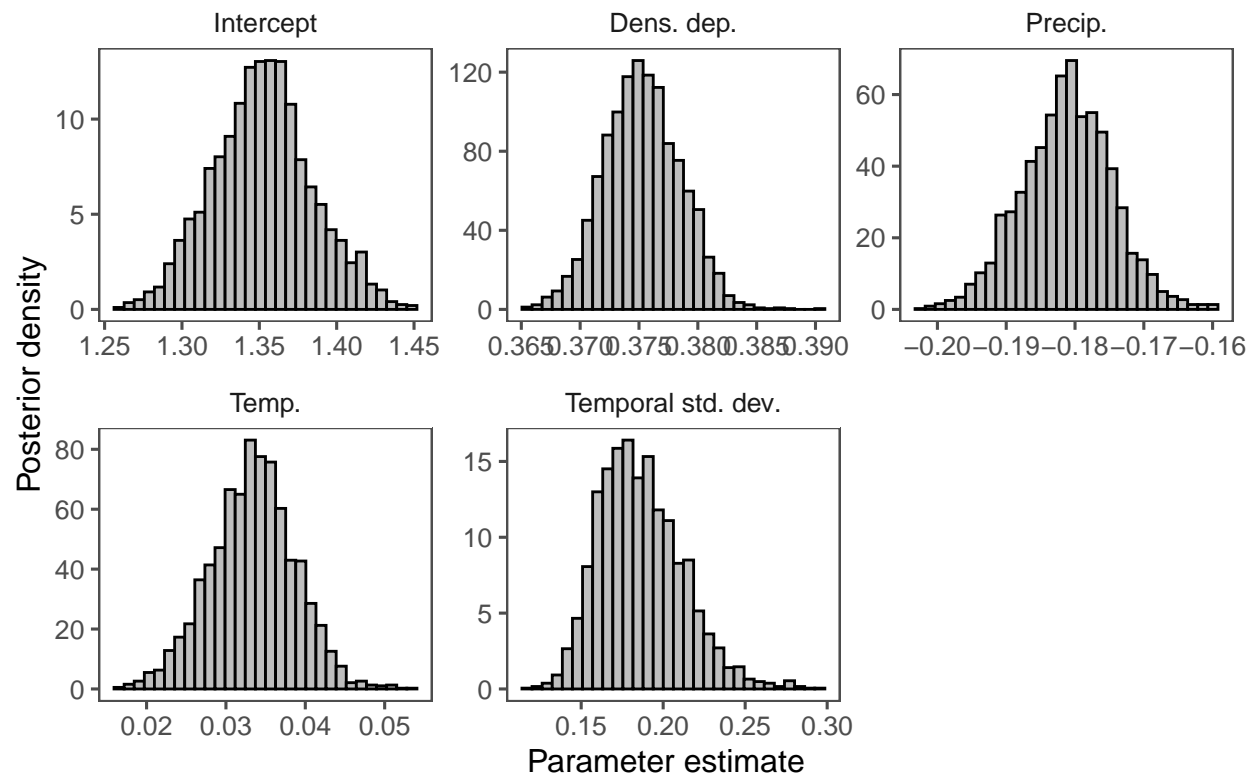 Intercept
Dens. dep.
Precip.
10
5
0
1.25 1.30 1.35 1.40 1.45
120
80
40
0
0.365 0.370 0.375 0.380 0.385 0.390
60
40
20
0
−0.20 −0.19 −0.18 −0.17 −0.16
Posterior density
Temp.
Temporal std. dev.
80
60
40
20
0
0.02 0.03 0.04 0.05
15
10
5
0
0.15 0.20 0.25 0.30
Parameter estimate